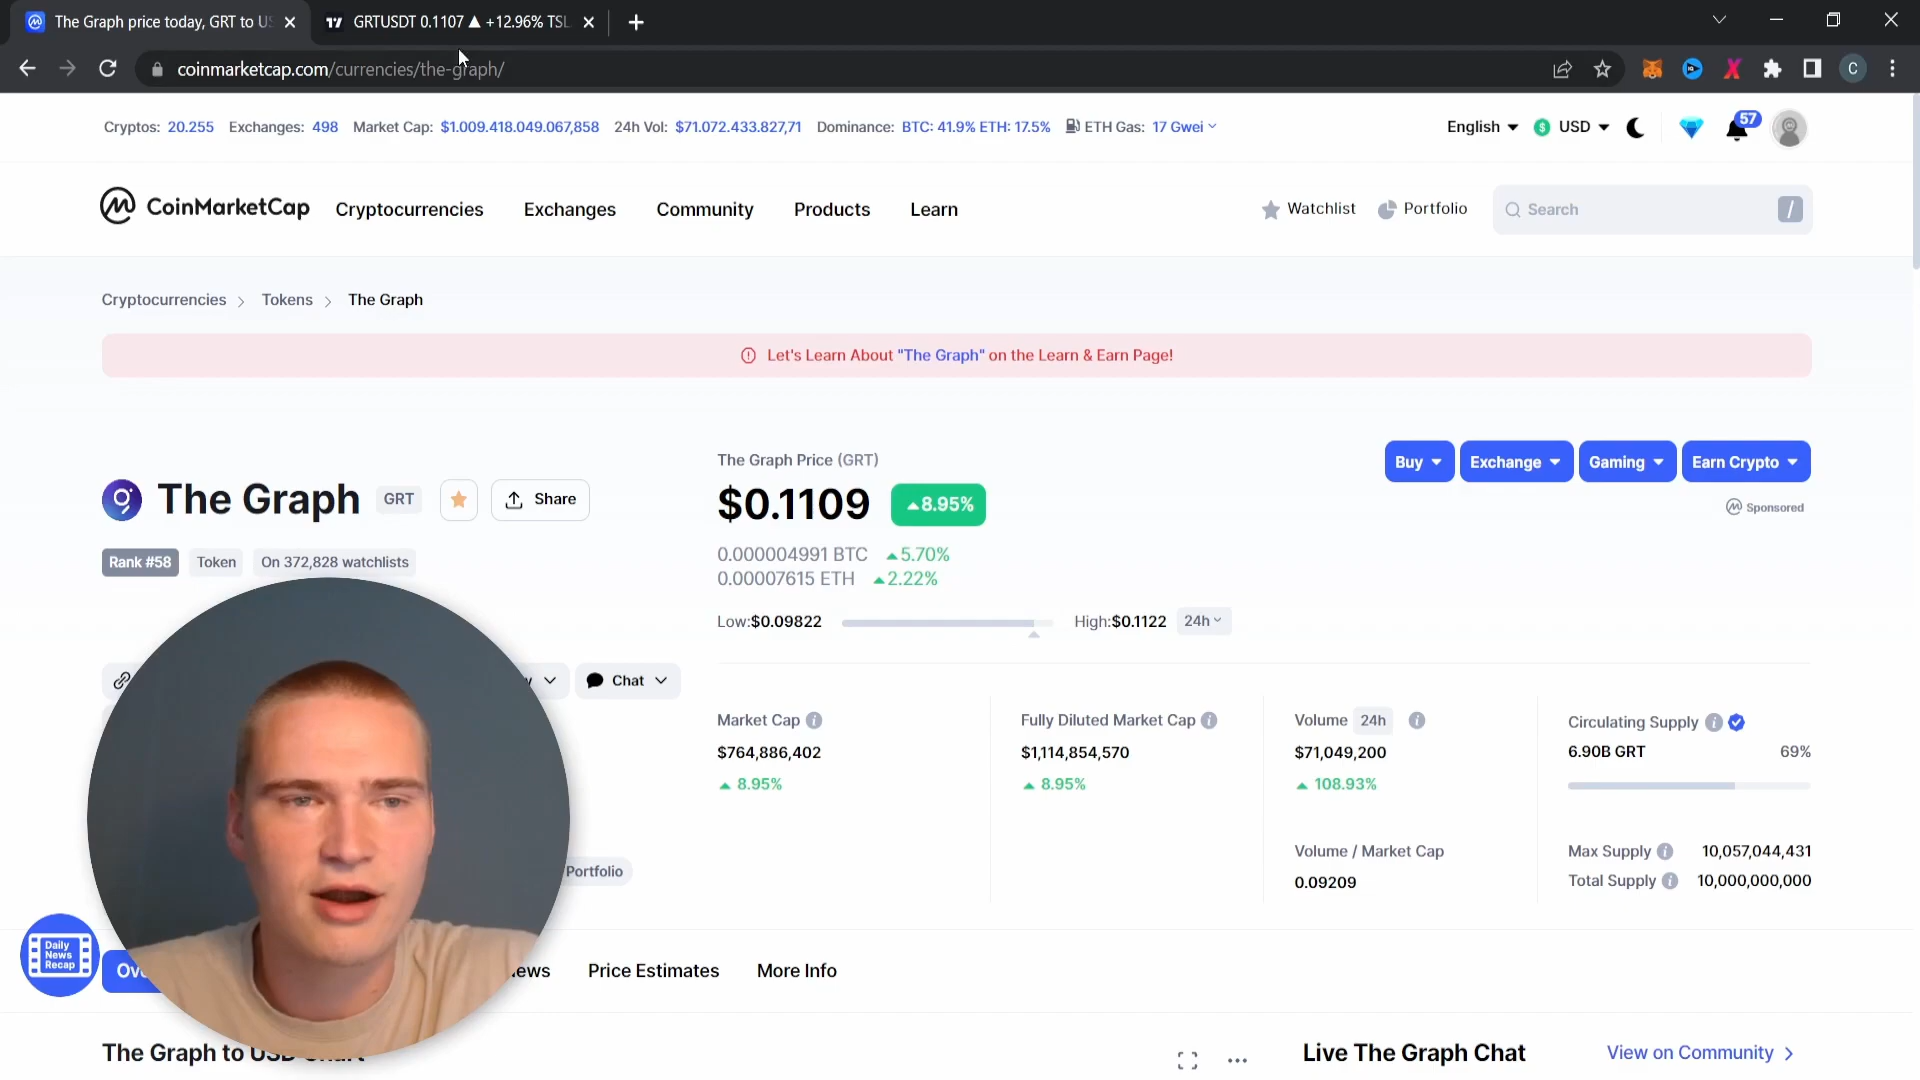 The Graph price today, GRT to US
GRTUSDT 0.1107 ▲ +12.96% TSL
coinmarketcap.com/currencies/the-graph/
C
Cryptos: 20.255 Exchanges: 498 Market Cap: $1.009.418.049.067,858 24h Vol: $71.072.433.827,71 Dominance: BTC: 41.9% ETH: 17.5% ETH Gas: 17 Gwei
English USD 57
CoinMarketCap Cryptocurrencies Exchanges Community Products Learn Watchlist Portfolio Search /
Cryptocurrencies > Tokens > The Graph
Let's Learn About "The Graph" on the Learn & Earn Page!
The Graph Price (GRT)
Buy Exchange Gaming Earn Crypto
The Graph GRT Share
$0.1109 ▲8.95%
Sponsored
Rank #58 Token On 372,828 watchlists
0.000004991 BTC ▲5.70%
0.00007615 ETH ▲2.22%
Low:$0.09822 High:$0.1122 24h
Chat
Market Cap
$764,886,402
▲ 8.95%
Fully Diluted Market Cap
$1,114,854,570
▲ 8.95%
Volume 24h
$71,049,200
▲ 108.93%
Volume / Market Cap
0.09209
Circulating Supply
6.90B GRT 69%
Max Supply 10,057,044,431
Total Supply 10,000,000,000
Portfolio
Daily
News
Recap
Price Estimates More Info
The Graph to USD Chart
Live The Graph Chat View on Community >